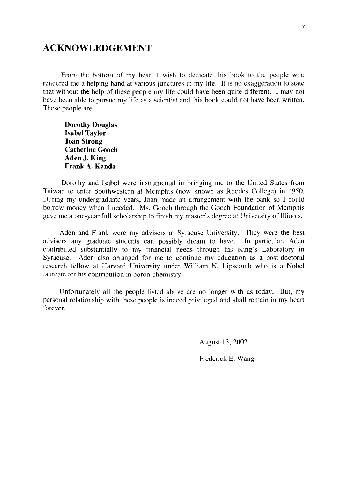 v
ACKNOWLEDGEMENT
From the bottom of my heart I wish to dedicate this book to the people who
rendered me a helping hand at various junctures in my life. It is no exaggeration to state
that without the help of these people my life could have been quite different. I may not
have been able to pursue my life as a scientist and this book could not have been written.
These people are:
Dorothy Douglas
Isabel Taylor
Joan Strong
Catherine Gooch
Aden J. King
Frank A. Kanda
Dorothy and Isabel were instrumental in bringing me to the United States from
Taiwan to enter Southwestern at Memphis (now known as Rhodes College) in 1960.
During my undergraduate years, Joan made an arrangement with the bank so I could
borrow money when I needed. Ms. Gooch through the Gooch Foundation of Memphis
gave me a one year full scholarship to finish my master's degree at University of Illinois.
Aden and Frank were my advisors at Syracuse University. They were the best
advisors any graduate students can possibly dream to have. In particular, Aden
contributed substantially to my financial needs through his King's Laboratory in
Syracuse. Aden also arranged for me to continue my education as a post-doctoral
research fellow at Harvard University under William N. Lipscomb who is a Nobel
Laureate for his contribution in boron chemistry.
Unfortunately all the people listed above are no longer with us today. But, my
personal relationship with these people is indeed privileged and shall remain in my heart
forever.
August 13, 2002
Frederick E. Wang